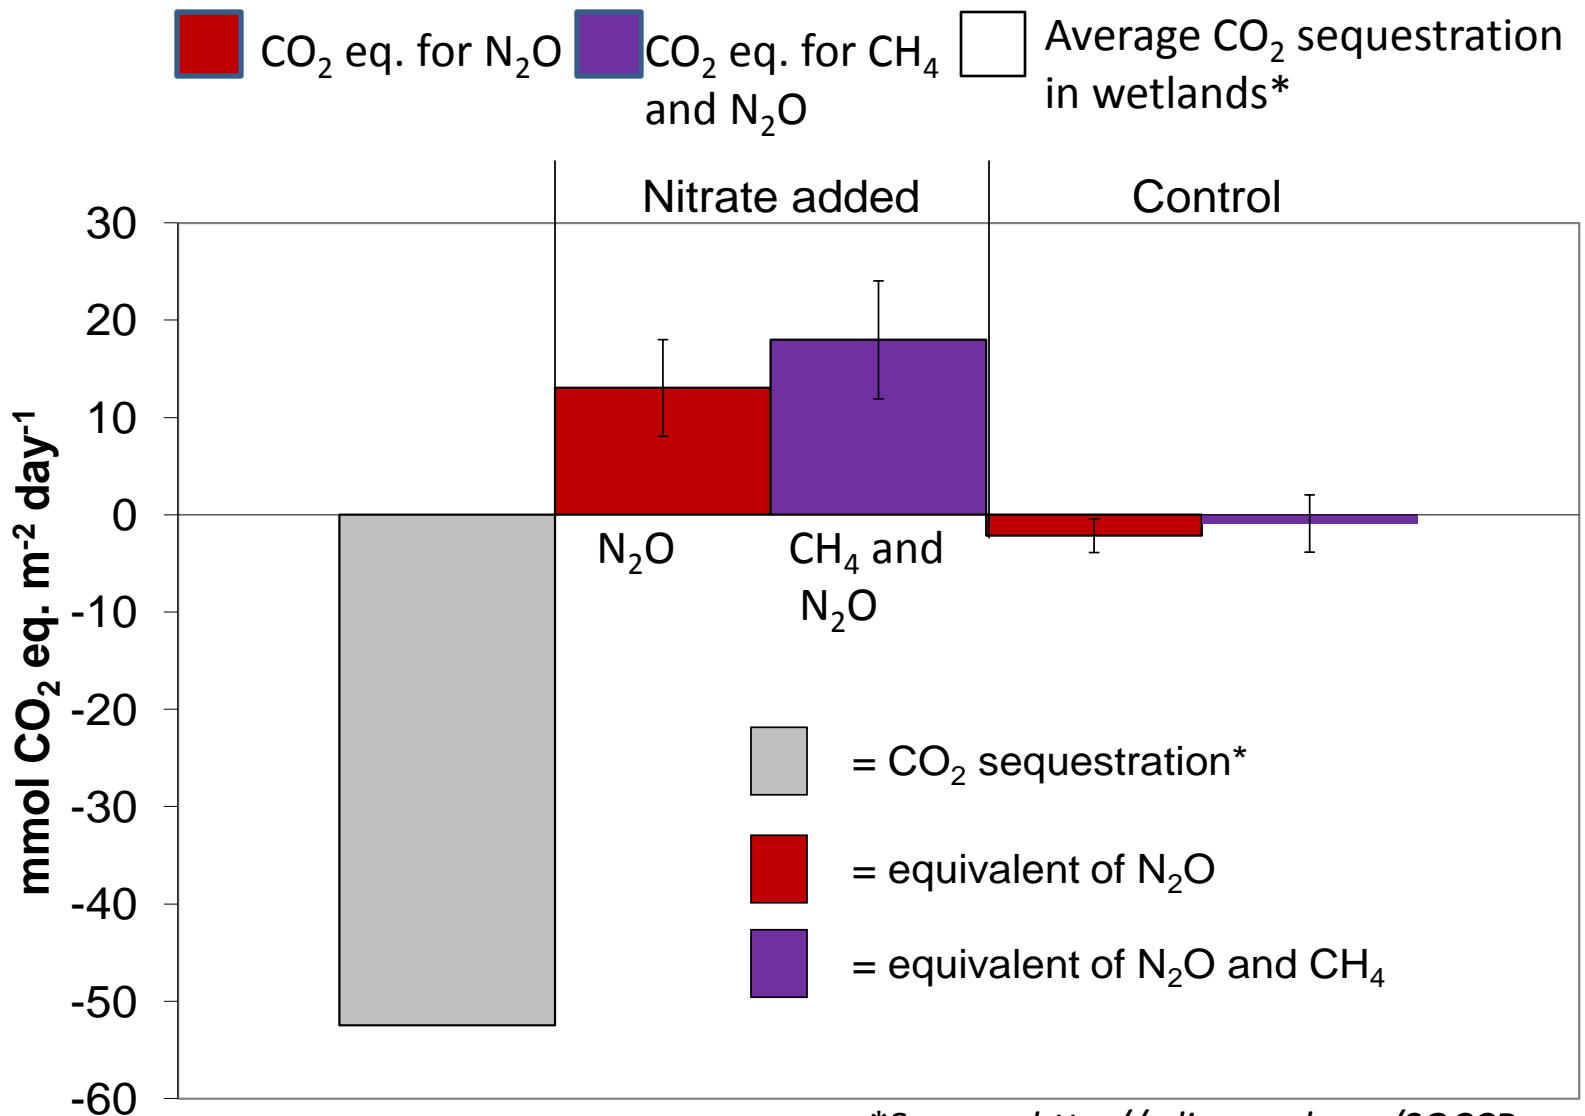 CO₂ eq. for N₂O
CO₂ eq. for CH₄
and N₂O
Average CO₂ sequestration
in wetlands*
Nitrate added
Control
30
20
10
0
-10
-20
-30
-40
-50
-60
mmol CO₂ eq. m⁻² day⁻¹
N₂O
CH₄ and
N₂O
= CO₂ sequestration*
= equivalent of N₂O
= equivalent of N₂O and CH₄